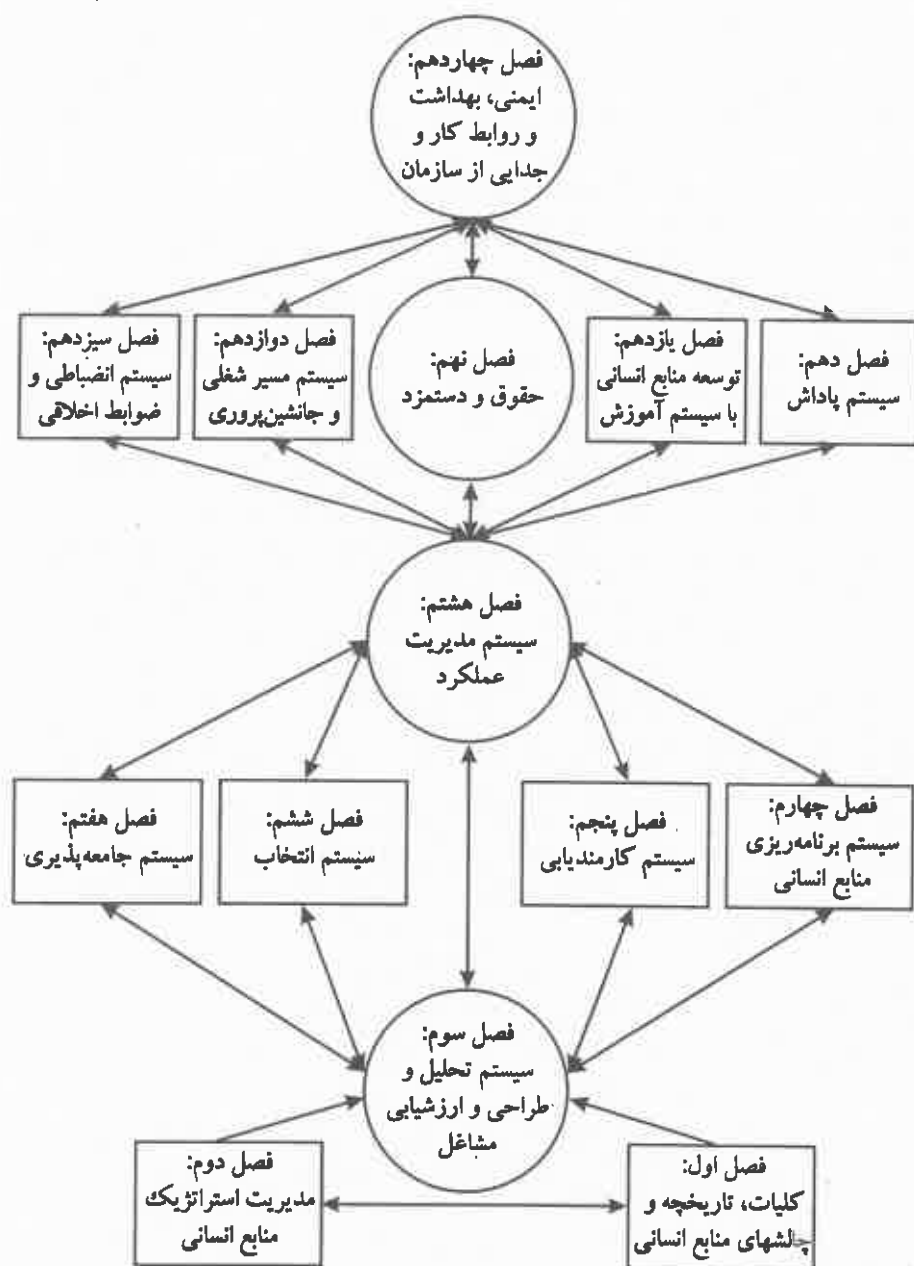 فصل چهاردهم:
ایمنی، بهداشت
و روابط کار و
جدایی از سازمان
فصل دهم:
سیستم پاداش
فصل یازدهم:
توسعه منابع انسانی
با سیستم آموزش
فصل نهم:
حقوق و دستمزد
فصل دوازدهم:
سیستم مسیر شغلی
و جانشین‌پروری
فصل سیزدهم:
سیستم انضباطی و
ضوابط اخلاقی
فصل هشتم:
سیستم مدیریت
عملکرد
فصل چهارم:
سیستم برنامه‌ریزی
منابع انسانی
فصل پنجم:
سیستم کارمندیابی
فصل ششم:
سیستم انتخاب
فصل هفتم:
سیستم جامعه‌پذیری
فصل سوم:
سیستم تحلیل و
طراحی و ارزشیابی
مشاغل
فصل اول:
کلیات، تاریخچه و
چالشهای منابع انسانی
فصل دوم:
مدیریت استراتژیک
منابع انسانی